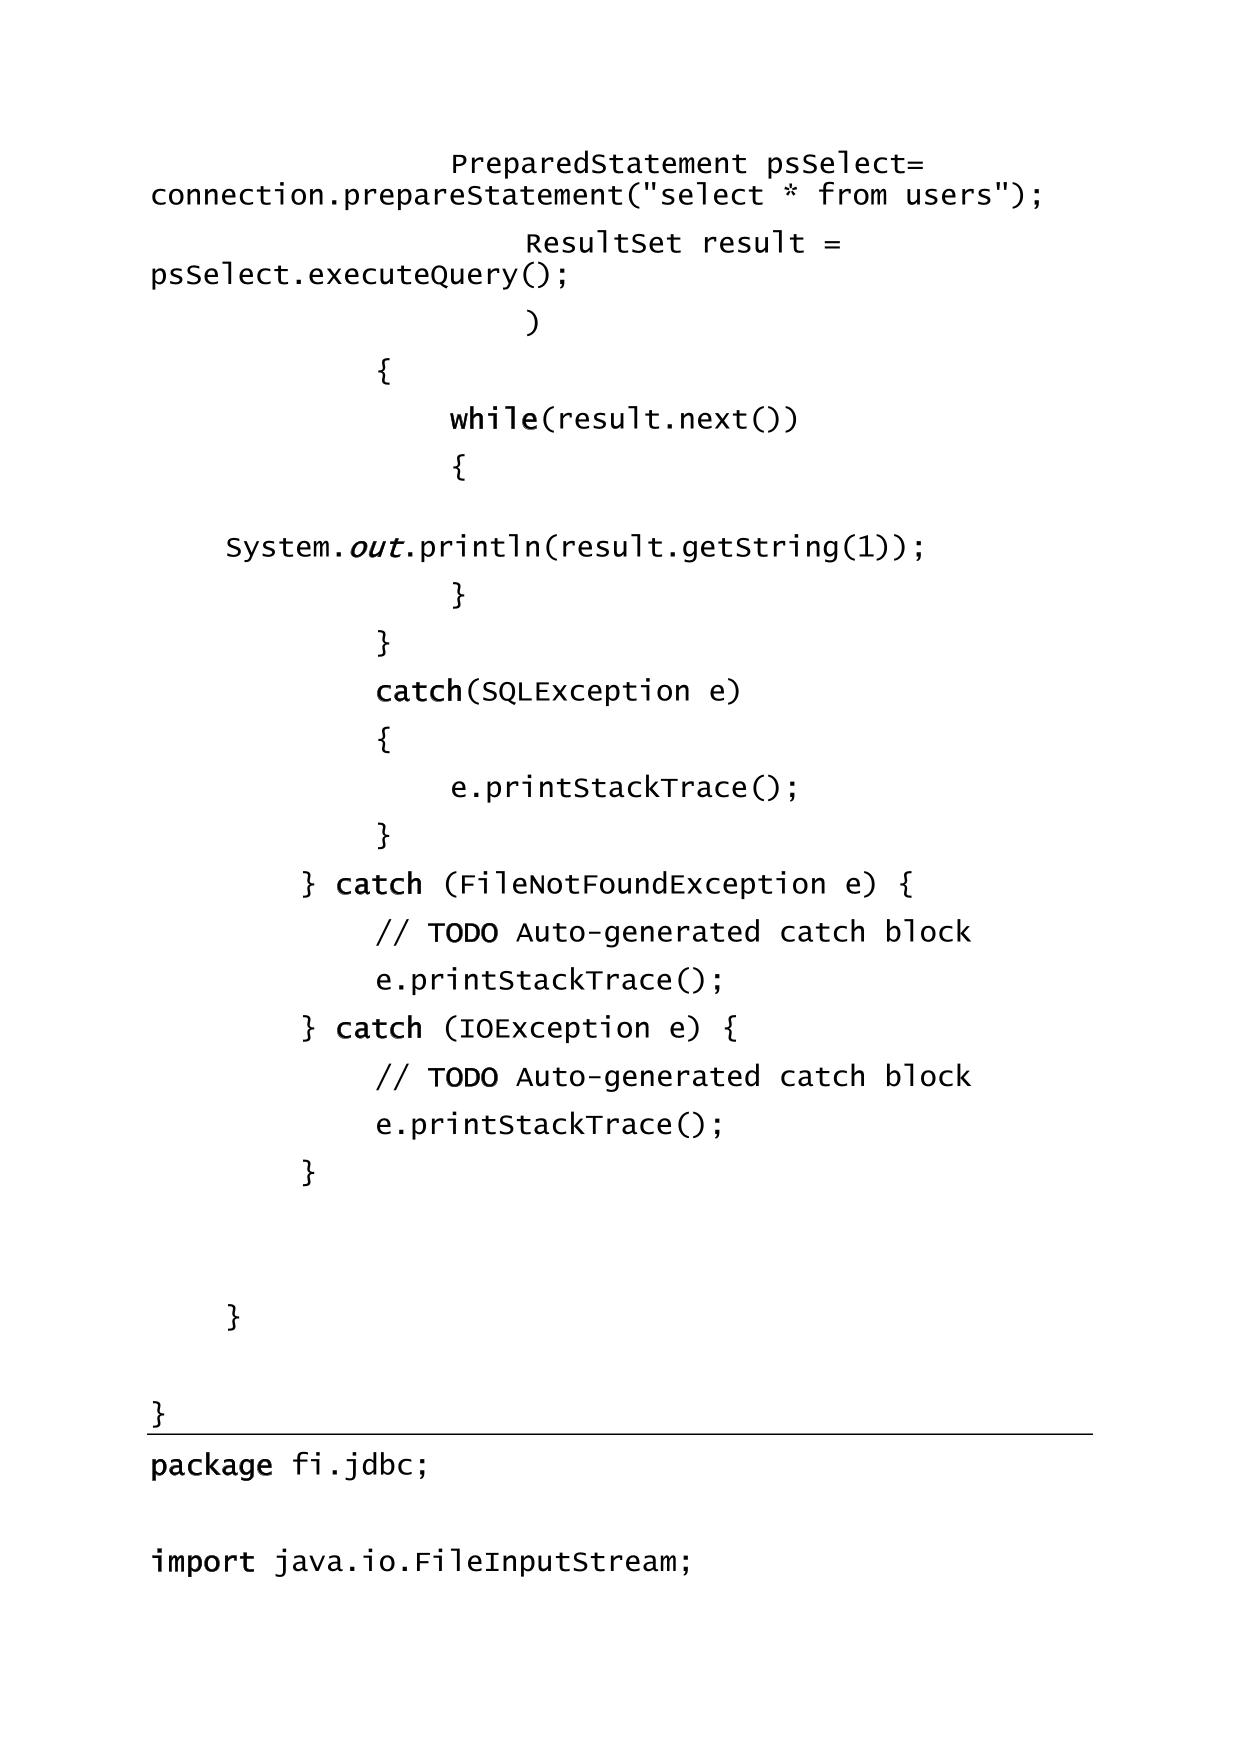 PreparedStatement psSelect=
connection.prepareStatement("select * from users");
ResultSet result =
psSelect.executeQuery();
)
{
while(result.next())
{
System.out.println(result.getString(1));
}
}
catch(SQLException e)
{
e.printStackTrace();
}
} catch (FileNotFoundException e) {
// TODO Auto-generated catch block
e.printStackTrace();
} catch (IOException e) {
// TODO Auto-generated catch block
e.printStackTrace();
}
}
}
package fi.jdbc;
import java.io.FileInputStream;